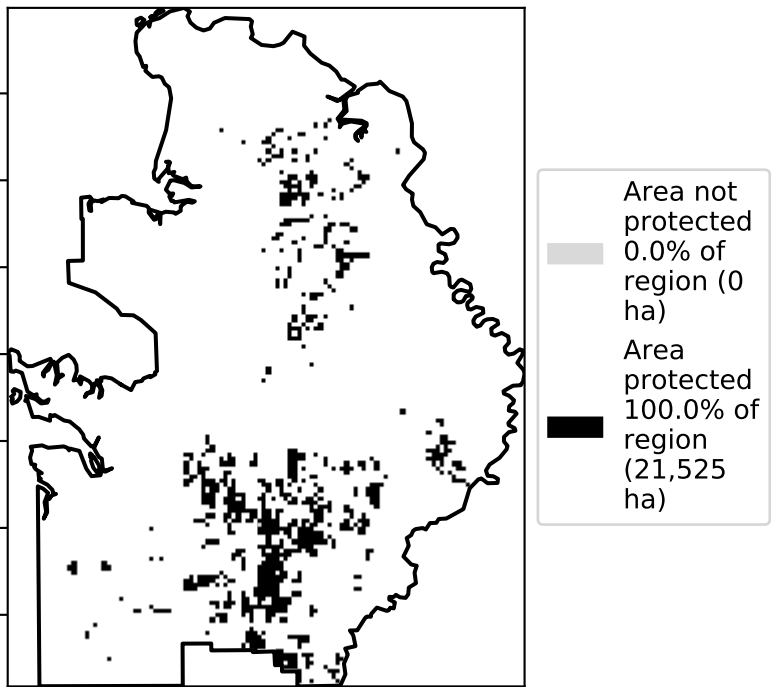 Area not
protected
0.0% of
region (0
ha)
Area
protected
100.0% of
region
(21,525
ha)